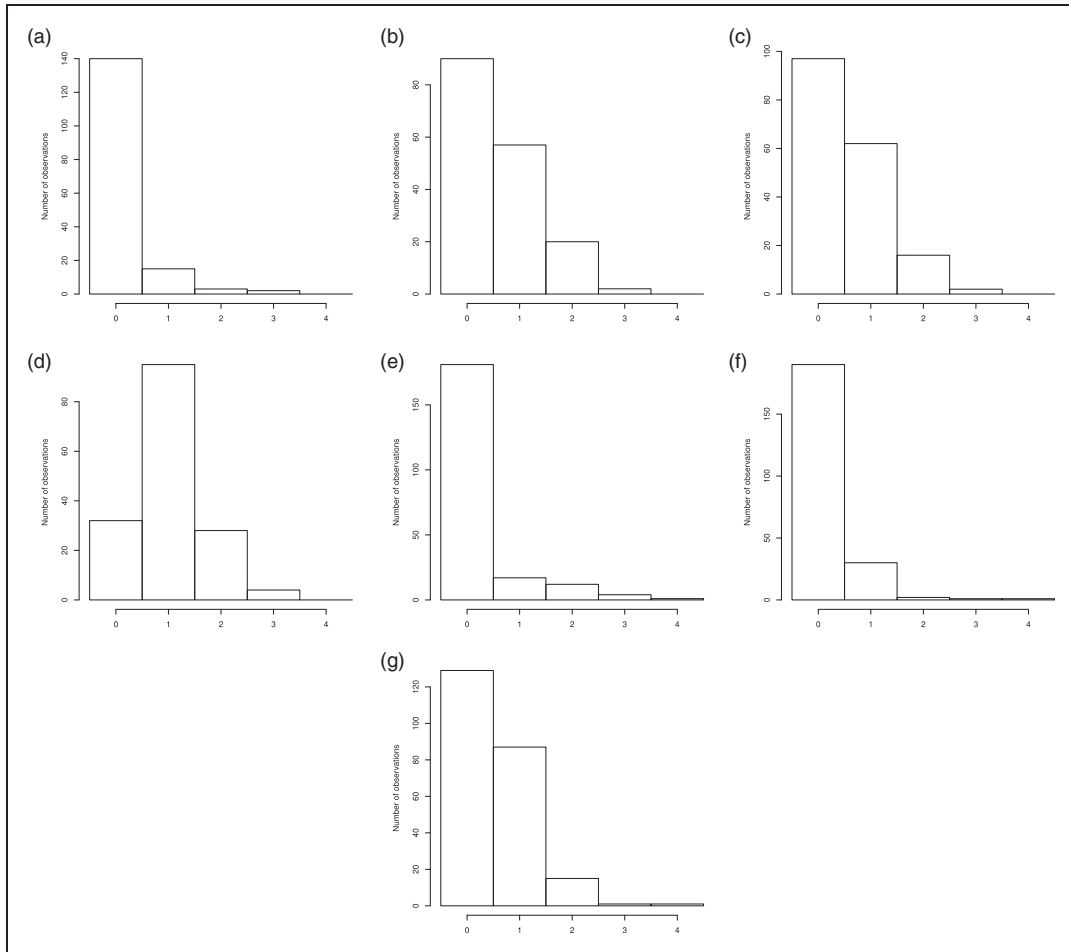 (a)
(b)
(c)
Number of observations
0 20 40 60 80 100 120 140
0 1 2 3 4
Number of observations
0 20 40 60 80
0 1 2 3 4
Number of observations
0 20 40 60 80 100
0 1 2 3 4
(d)
(e)
(f)
Number of observations
0 20 40 60 80
0 1 2 3 4
Number of observations
0 50 100 150
0 1 2 3 4
Number of observations
0 50 100 150
0 1 2 3 4
(g)
Number of observations
0 20 40 60 80 100 120
0 1 2 3 4